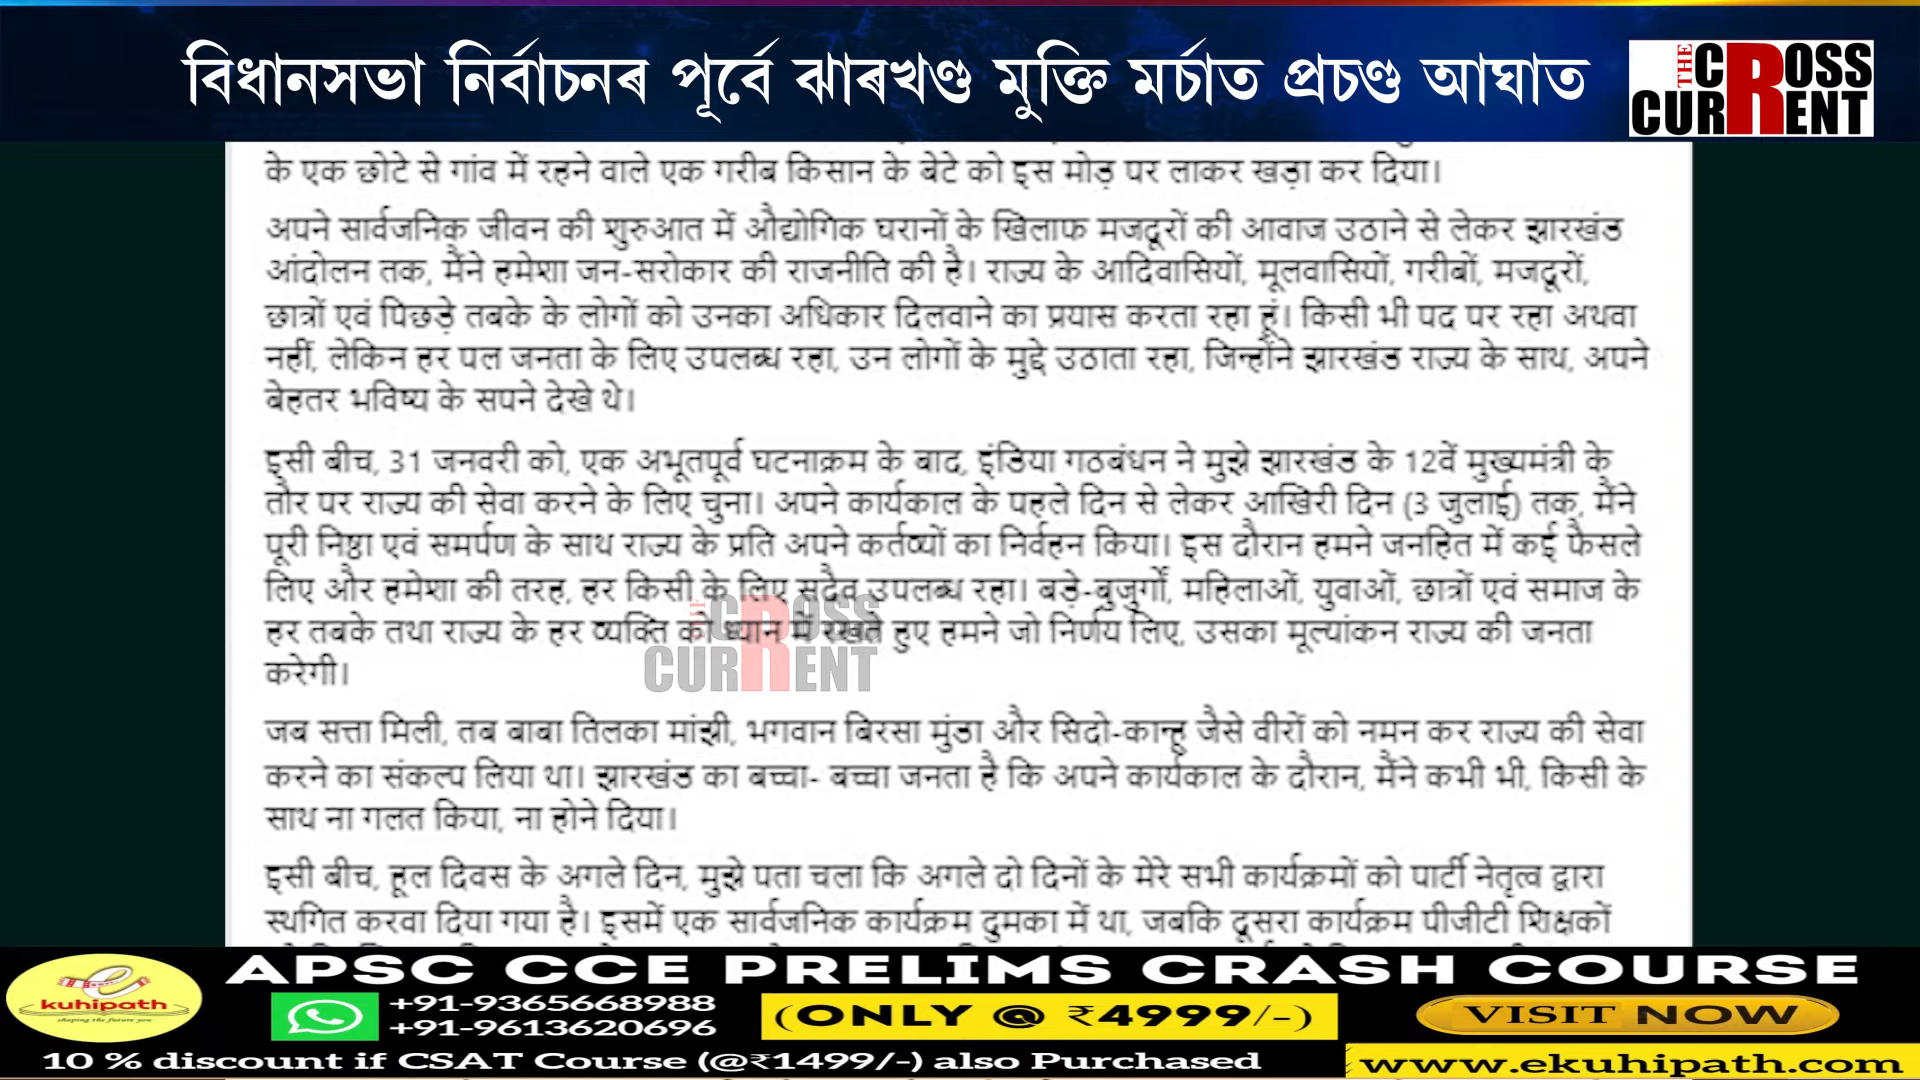 বিধানসভা নিৰ্বাচনৰ পূৰ্বে ঝাৰখণ্ড মুক্তি মৰ্চাত প্ৰচণ্ড আঘাত
THE CROSS
CURRENT
के एक छोटे से गांव में रहने वाले एक गरीब किसान के बेटे को इस मोड़ पर लाकर खड़ा कर दिया।
अपने सार्वजनिक जीवन की शुरुआत में औद्योगिक घरानों के खिलाफ मजदूरों की आवाज उठाने से लेकर झारखंड
आंदोलन तक, मैंने हमेशा जन-सरोकार की राजनीति की है। राज्य के आदिवासियों, मूलवासियों, गरीबों, मजदूरों,
छात्रों एवं पिछड़े तबके के लोगों को उनका अधिकार दिलवाने का प्रयास करता रहा हूं। किसी भी पद पर रहा अथवा
नहीं, लेकिन हर पल जनता के लिए उपलब्ध रहा, उन लोगों के मुद्दे उठाता रहा, जिन्होंने झारखंड राज्य के साथ, अपने
बेहतर भविष्य के सपने देखे थे।
इसी बीच, 31 जनवरी को, एक अभूतपूर्व घटनाक्रम के बाद, इंडिया गठबंधन ने मुझे झारखंड के 12वें मुख्यमंत्री के
तौर पर राज्य की सेवा करने के लिए चुना। अपने कार्यकाल के पहले दिन से लेकर आखिरी दिन (3 जुलाई) तक, मैंने
पूरी निष्ठा एवं समर्पण के साथ राज्य के प्रति अपने कर्तव्यों का निर्वहन किया। इस दौरान हमने जनहित में कई फैसले
लिए और हमेशा की तरह, हर किसी के लिए सदैव उपलब्ध रहा। बड़े-बुजुर्गों, महिलाओं, युवाओं, छात्रों एवं समाज के
हर तबके तथा राज्य के हर व्यक्ति को ध्यान में रखते हुए हमने जो निर्णय लिए, उसका मूल्यांकन राज्य की जनता
करेगी।
THE CROSS
CURRENT
जब सत्ता मिली, तब बाबा तिलका मांझी, भगवान बिरसा मुंडा और सिदो-कान्हू जैसे वीरों को नमन कर राज्य की सेवा
करने का संकल्प लिया था। झारखंड का बच्चा- बच्चा जनता है कि अपने कार्यकाल के दौरान, मैंने कभी भी, किसी के
साथ ना गलत किया, ना होने दिया।
इसी बीच, हूल दिवस के अगले दिन, मुझे पता चला कि अगले दो दिनों के मेरे सभी कार्यक्रमों को पार्टी नेतृत्व द्वारा
स्थगित करवा दिया गया है। इसमें एक सार्वजनिक कार्यक्रम दुमका में था, जबकि दूसरा कार्यक्रम पीजीटी शिक्षकों
kuhipath
shaping the future you
APSC CCE PRELIMS CRASH COURSE
+91-9365668988
+91-9613620696
(ONLY @ ₹4999/-)
VISIT NOW
10 % discount if CSAT Course (@₹1499/-) also Purchased
www.ekuhipath.com